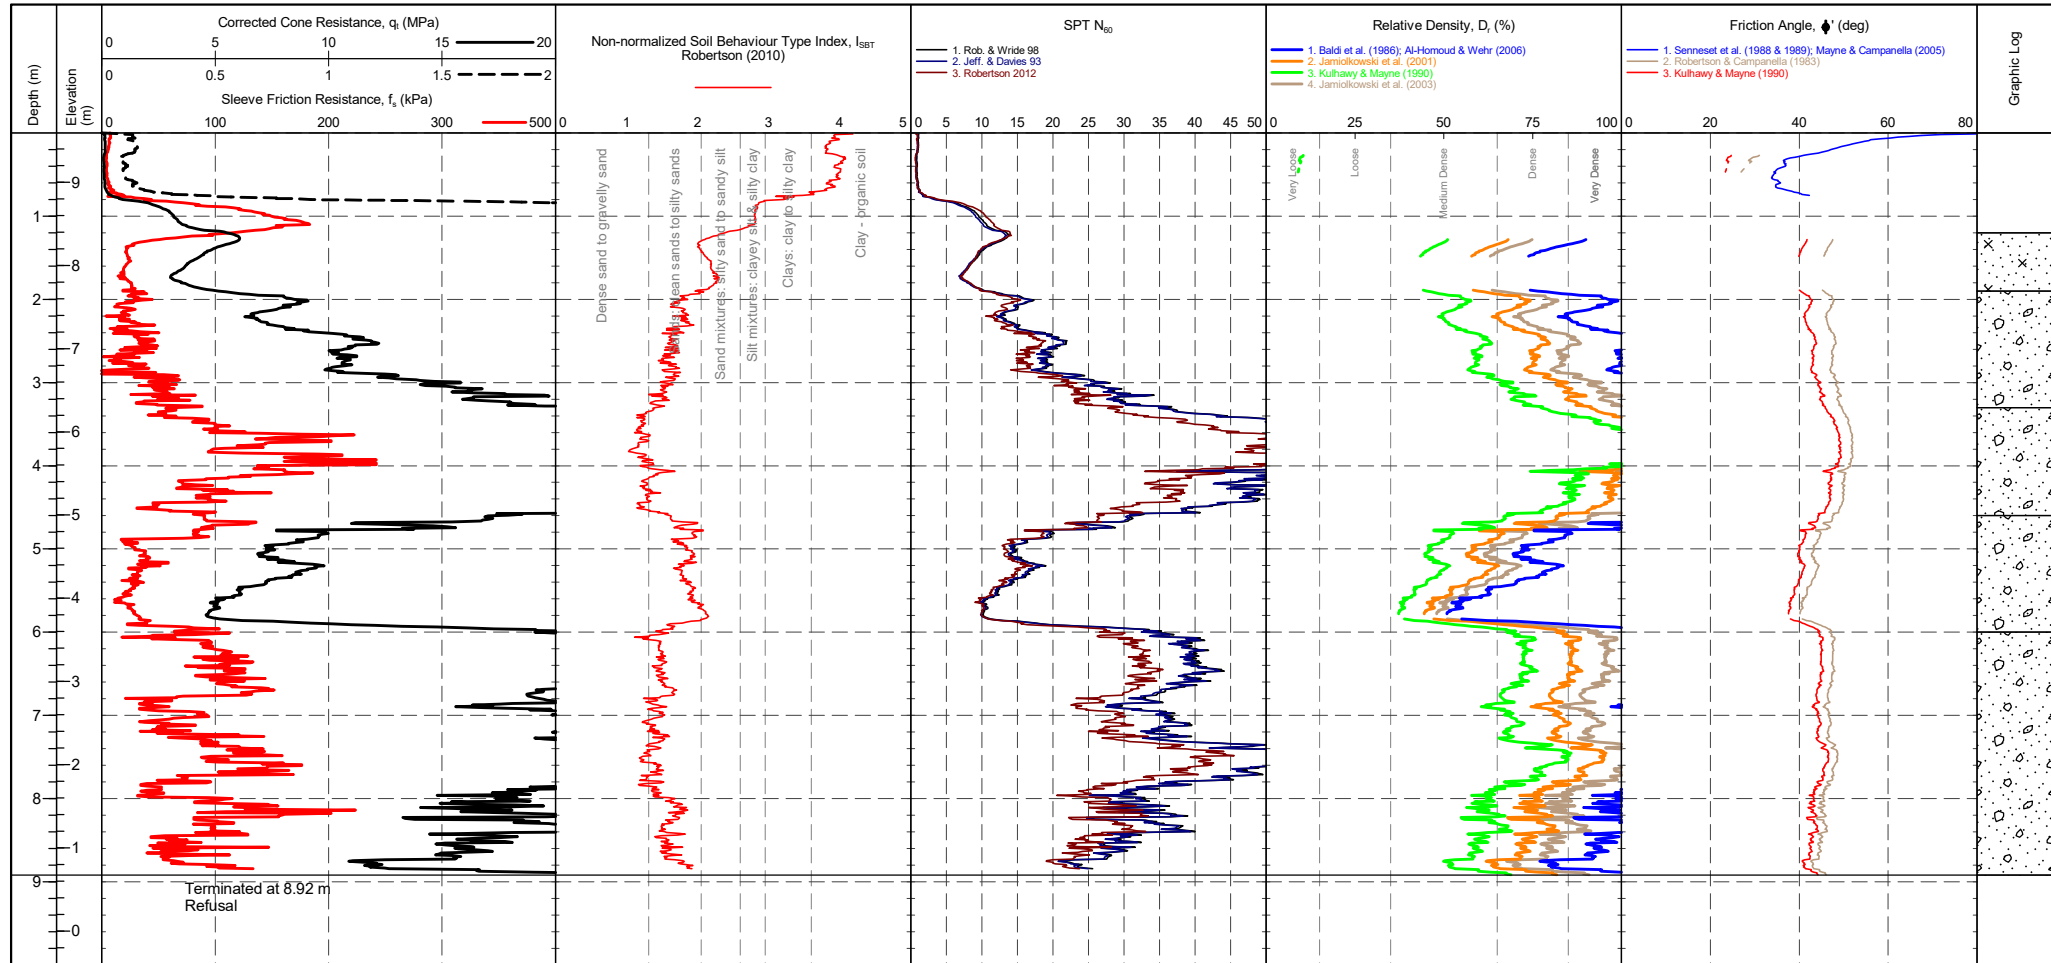 Depth (m)
Elevation
(m)
Corrected Cone Resistance, qt (MPa)
0 5 10 15 20
0 0.5 1 1.5 2
Sleeve Friction Resistance, fs (kPa)
0 100 200 300 500
Non-normalized Soil Behaviour Type Index, ISBT
Robertson (2010)
0 1 2 3 4 5
SPT N60
1. Rob. & Wride 98
2. Jeff. & Davies 93
3. Robertson 2012
0 5 10 15 20 25 30 35 40 45 50
Relative Density, Dr (%)
1. Baldi et al. (1986); Al-Homoud & Wehr (2006)
2. Jamiolkowski et al. (2001)
3. Kulhawy & Mayne (1990)
4. Jamiolkowski et al. (2003)
0 25 50 75 100
Friction Angle, ϕ' (deg)
1. Senneset et al. (1988 & 1989); Mayne & Campanella (2005)
2. Robertson & Campanella (1983)
3. Kulhawy & Mayne (1990)
0 20 40 60 80
Graphic Log
Dense sand to gravelly sand
Sands: clean sands to silty sands
Sand mixtures: silty sand to sandy silt
Silt mixtures: clayey silt & silty clay
Clays: clay to silty clay
Clay - organic soil
Very Loose
Loose
Medium Dense
Dense
Very Dense
9
1
8
2
7
3
6
4
5
5
4
6
3
7
2
8
1
9
0
Terminated at 8.92 m
Refusal